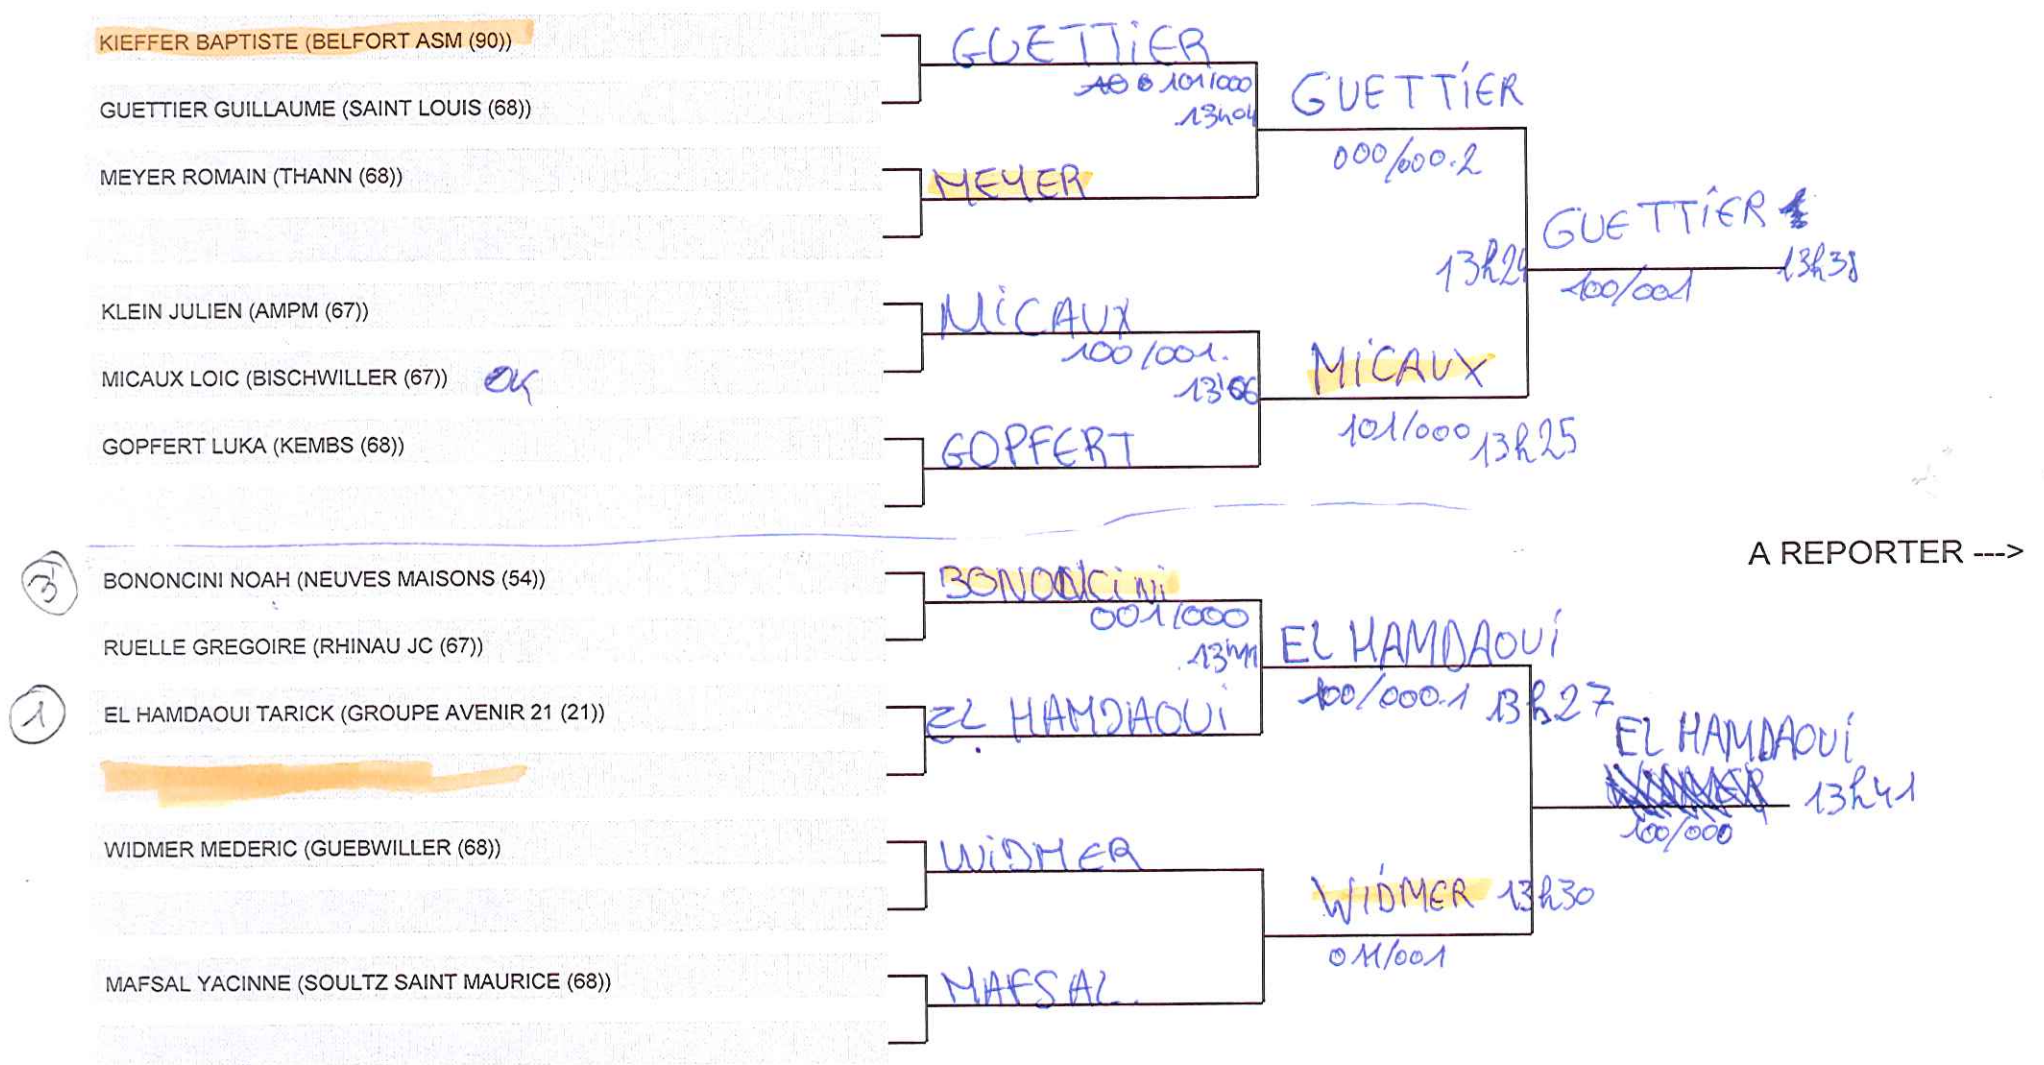 KIEFFER BAPTISTE (BELFORT ASM (90))
GUETTIER GUILLAUME (SAINT LOUIS (68))
MEYER ROMAIN (THANN (68))
KLEIN JULIEN (AMPM (67))
MICAUX LOIC (BISCHWILLER (67)) OK
GOPFERT LUKA (KEMBS (68))
3 BONONCINI NOAH (NEUVES MAISONS (54))
RUELLE GREGOIRE (RHINAU JC (67))
1 EL HAMDAOUI TARICK (GROUPE AVENIR 21 (21))
WIDMER MEDERIC (GUEBWILLER (68))
MAFSAL YACINNE (SOULTZ SAINT MAURICE (68))
GUETTIER
101/000
13h04
MEYER
MICAUX
100/001.
13'06
GOPFERT
BONONCINI
001/000
13h11
EL HAMDAOUI
WIDMER
MAFSAL
GUETTIER
000/000.2
MICAUX
101/000 13h25
EL HAMDAOUI
100/000.1 13h27
WIDMER 13h30
011/001
GUETTIER
100/001
13h38
EL HAMDAOUI
13h41
100/000
A REPORTER --->